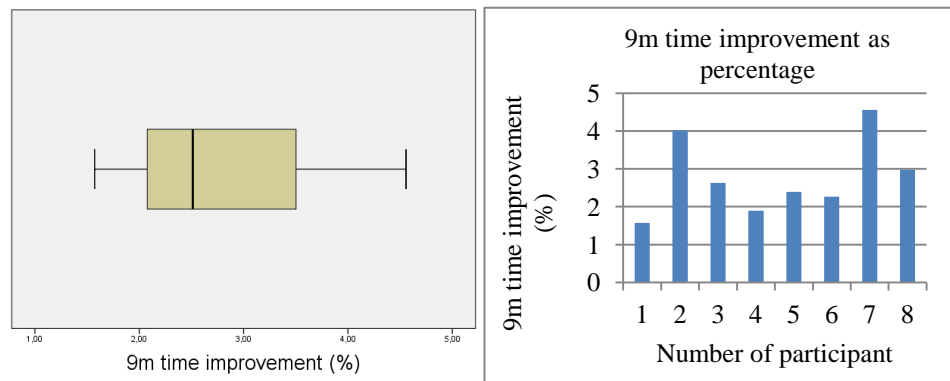 1,00 2,00 3,00 4,00 5,00
9m time improvement (%)
9m time improvement as
percentage
9m time improvement
(%)
5
4
3
2
1
0
1 2 3 4 5 6 7 8
Number of participant